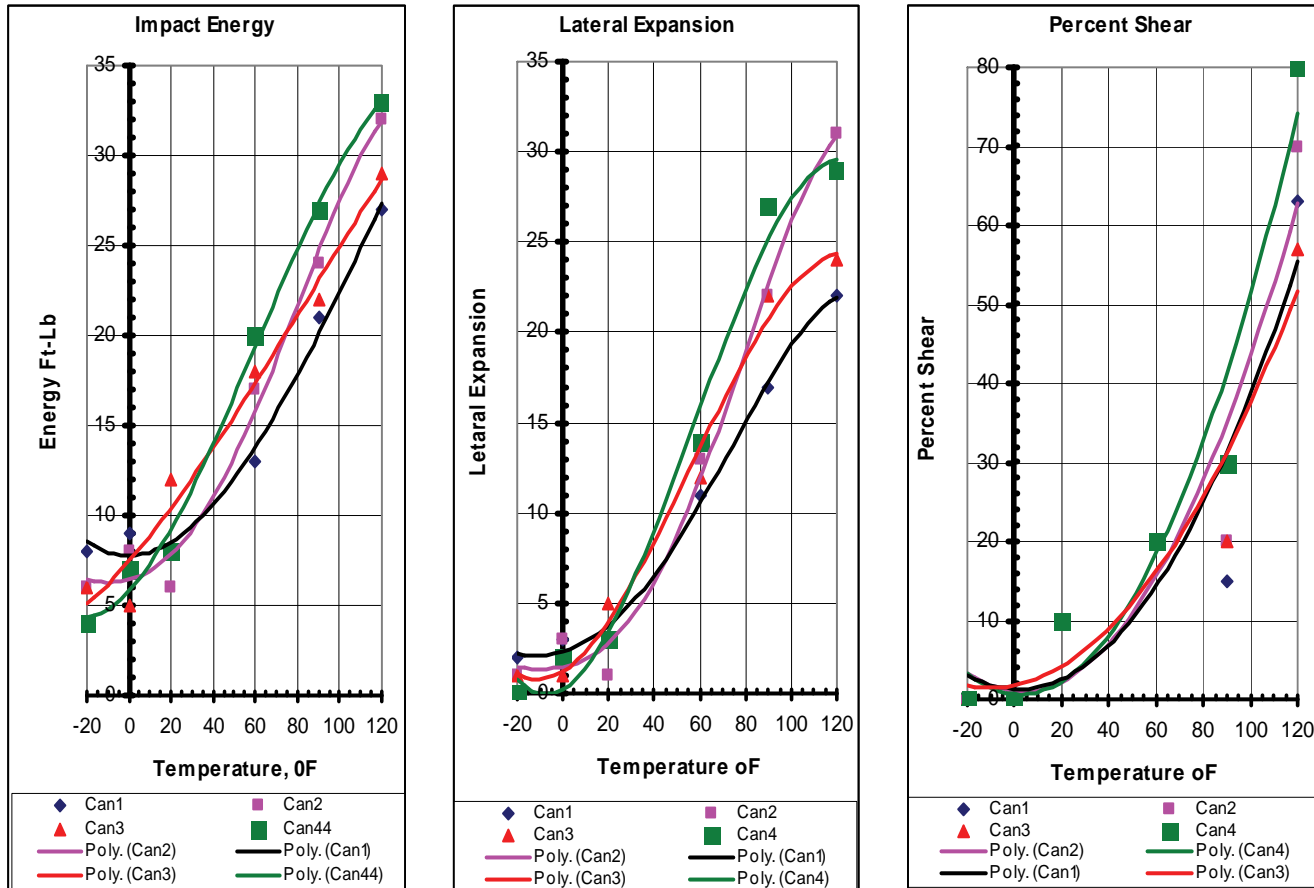 Impact Energy
35
30
25
20
15
10
5
0
-20 0 20 40 60 80 100 120
Energy Ft-Lb
Temperature, 0F
Can1 Can2
Can3 Can44
Poly. (Can2) Poly. (Can1)
Poly. (Can3) Poly. (Can44)
Lateral Expansion
35
30
25
20
15
10
5
0
-20 0 20 40 60 80 100 120
Letaral Expansion
Temperature oF
Can1 Can2
Can3 Can4
Poly. (Can2) Poly. (Can1)
Poly. (Can3) Poly. (Can4)
Percent Shear
80
70
60
50
40
30
20
10
0
-20 0 20 40 60 80 100 120
Percent Shear
Temperature oF
Can1 Can2
Can3 Can4
Poly. (Can2) Poly. (Can4)
Poly. (Can1) Poly. (Can3)